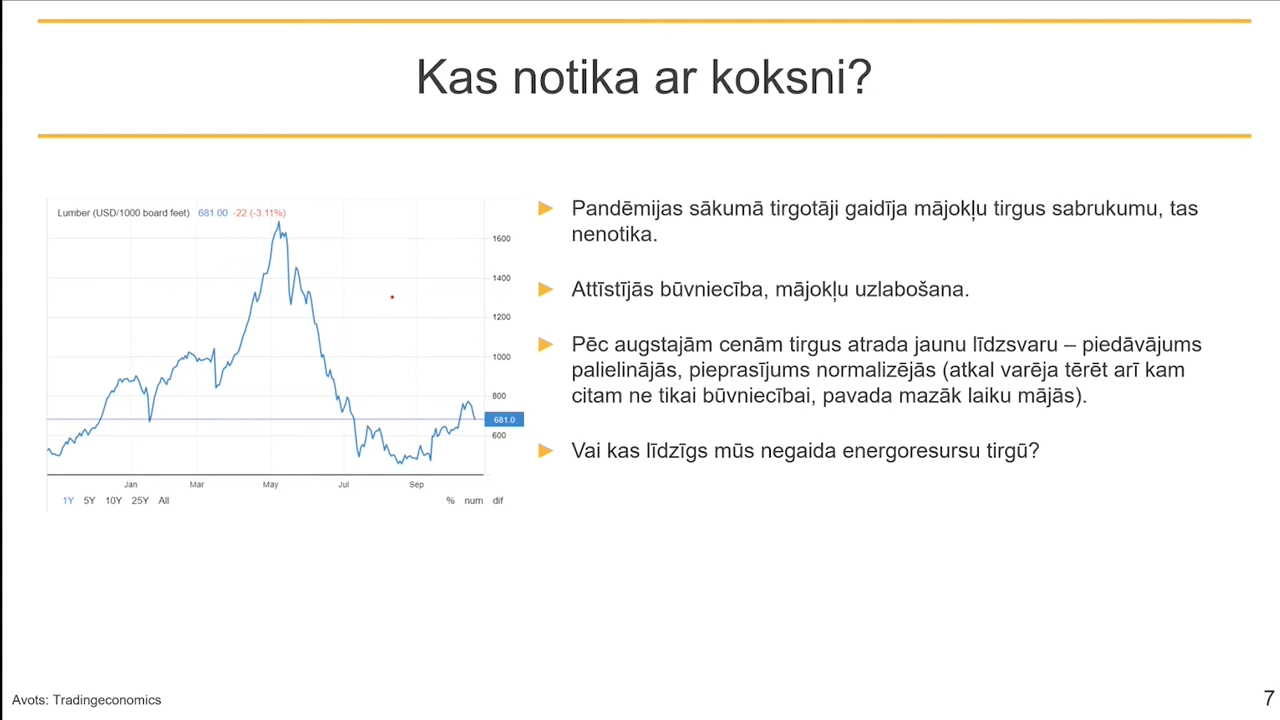 Kas notika ar koksni?
Lumber (USD/1000 board feet) 681.00 -22 (-3.11%)
1600
1400
1200
1000
800
681.0
600
Jan Mar May Jul Sep
1Y 5Y 10Y 25Y All % num dif
Pandēmijas sākumā tirgotāji gaidīja mājokļu tirgus sabrukumu, tas
nenotika.
Attīstījās būvniecība, mājokļu uzlabošana.
Pēc augstajām cenām tirgus atrada jaunu līdzsvaru – piedāvājums
palielinājās, pieprasījums normalizējās (atkal varēja tērēt arī kam
citam ne tikai būvniecībai, pavada mazāk laiku mājās).
Vai kas līdzīgs mūs negaida energoresursu tirgū?
Avots: Tradingeconomics
7